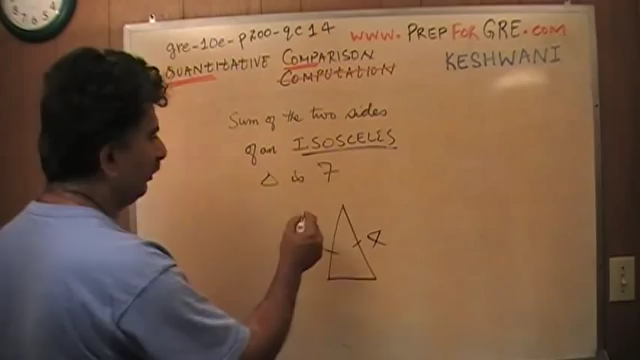 gre-10e-p200-qc14
www.PREPFORGRE.com
QUANTITATIVE COMPARISON
COMPUTATION
KESHWANI
Sum of the two sides
of an ISOSCELES
△ is 7
x